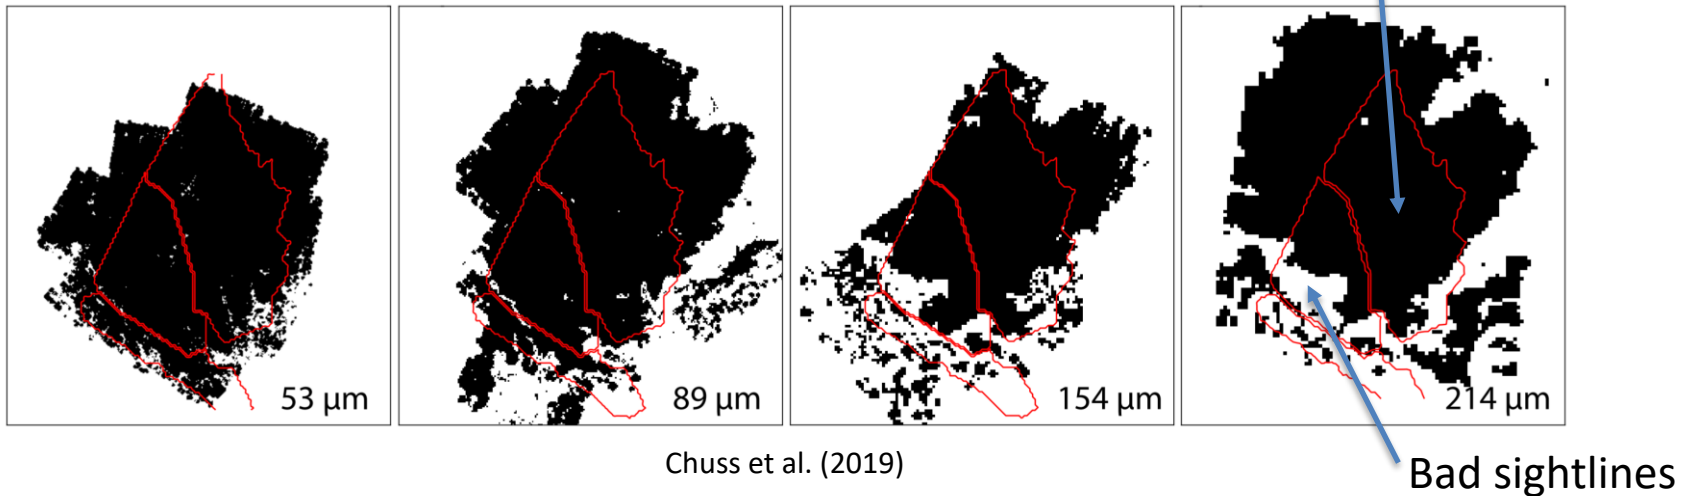 53 μm
89 μm
154 μm
214 μm
Chuss et al. (2019)
Bad sightlines